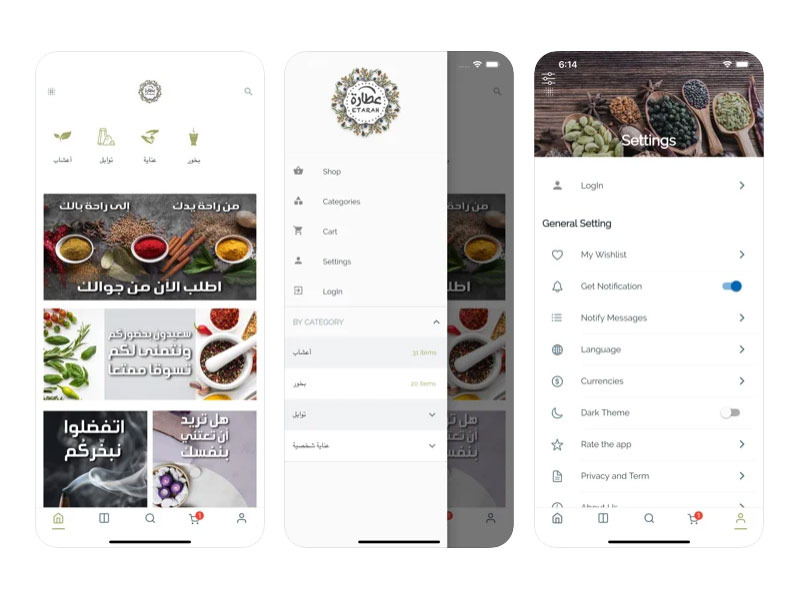 عطارة
أعشاب
توابل
عناية
بخور
من راحة يدك
إلى راحة بالك
اطلب الآن من جوالك
سعيدون بحضوركم
ونتمنى لكم
تسوقا ممتعا
اتفضلوا
نبخركم
هل تريد
أن تعتني
بنفسك
1
عطارة
ETARAH
Shop
Categories
Cart
Settings
LogIn
BY CATEGORY
أعشاب
31 items
بخور
20 items
توابل
عناية شخصية
6:14
Settings
LogIn
General Setting
My Wishlist
Get Notification
Notify Messages
Language
Currencies
Dark Theme
Rate the app
Privacy and Term
About Us
1